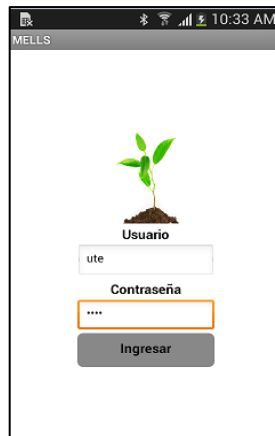 10:33 AM
MELLS
Usuario
ute
Contraseña
••••
Ingresar